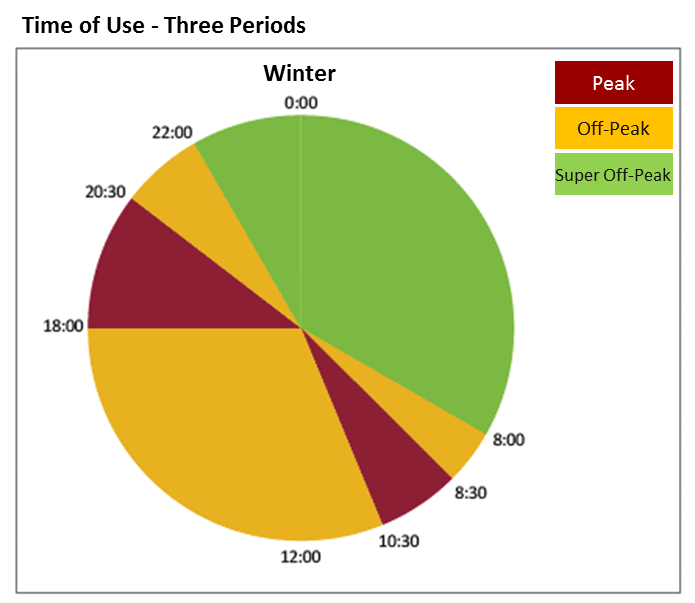 Time of Use - Three Periods
Winter
Peak
Off-Peak
Super Off-Peak
0:00
22:00
20:30
18:00
8:00
8:30
10:30
12:00